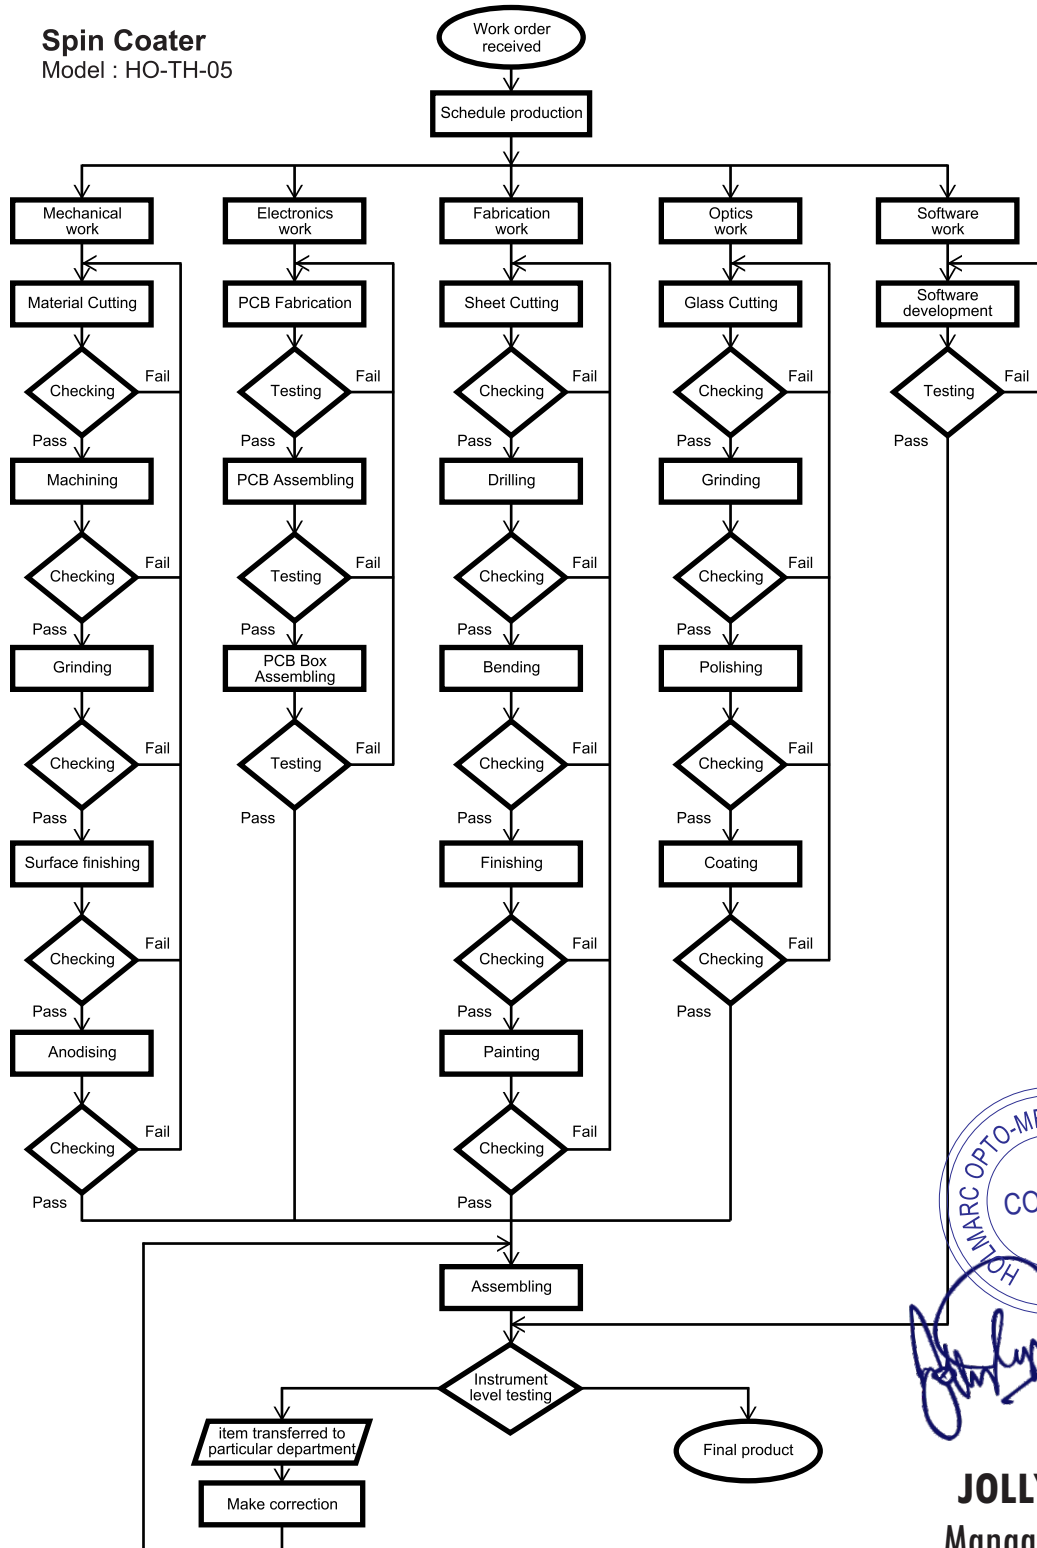 Spin Coater
Model : HO-TH-05
Work order
received
Schedule production
Mechanical
work
Electronics
work
Fabrication
work
Optics
work
Software
work
Material Cutting
PCB Fabrication
Sheet Cutting
Glass Cutting
Software
development
Checking
Fail
Testing
Fail
Checking
Fail
Checking
Fail
Testing
Fail
Pass
Pass
Pass
Pass
Pass
Machining
PCB Assembling
Drilling
Grinding
Checking
Fail
Testing
Fail
Checking
Fail
Checking
Fail
Pass
Pass
Pass
Pass
Grinding
PCB Box
Assembling
Bending
Polishing
Checking
Fail
Testing
Fail
Checking
Fail
Checking
Fail
Pass
Pass
Pass
Pass
Surface finishing
Finishing
Coating
Checking
Fail
Checking
Fail
Checking
Fail
Pass
Pass
Pass
Anodising
Painting
Checking
Fail
Checking
Fail
Pass
Pass
HOLMARC OPTO-ME
CO
Assembling
Instrument
level testing
item transferred to
particular department
Final product
Make correction
JOLLY
Manag